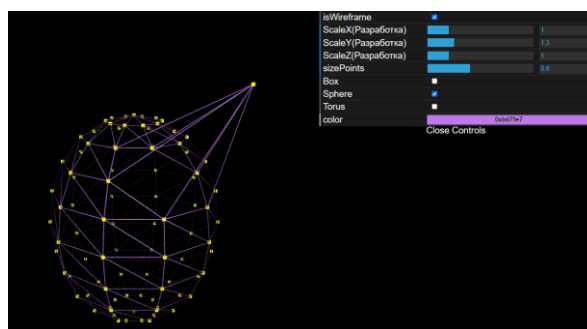 isWireframe
ScaleX(Разработка) 1
ScaleY(Разработка) 1.3
ScaleZ(Разработка) 1
sizePoints 0.8
Box
Sphere
Torus
color
Close Controls